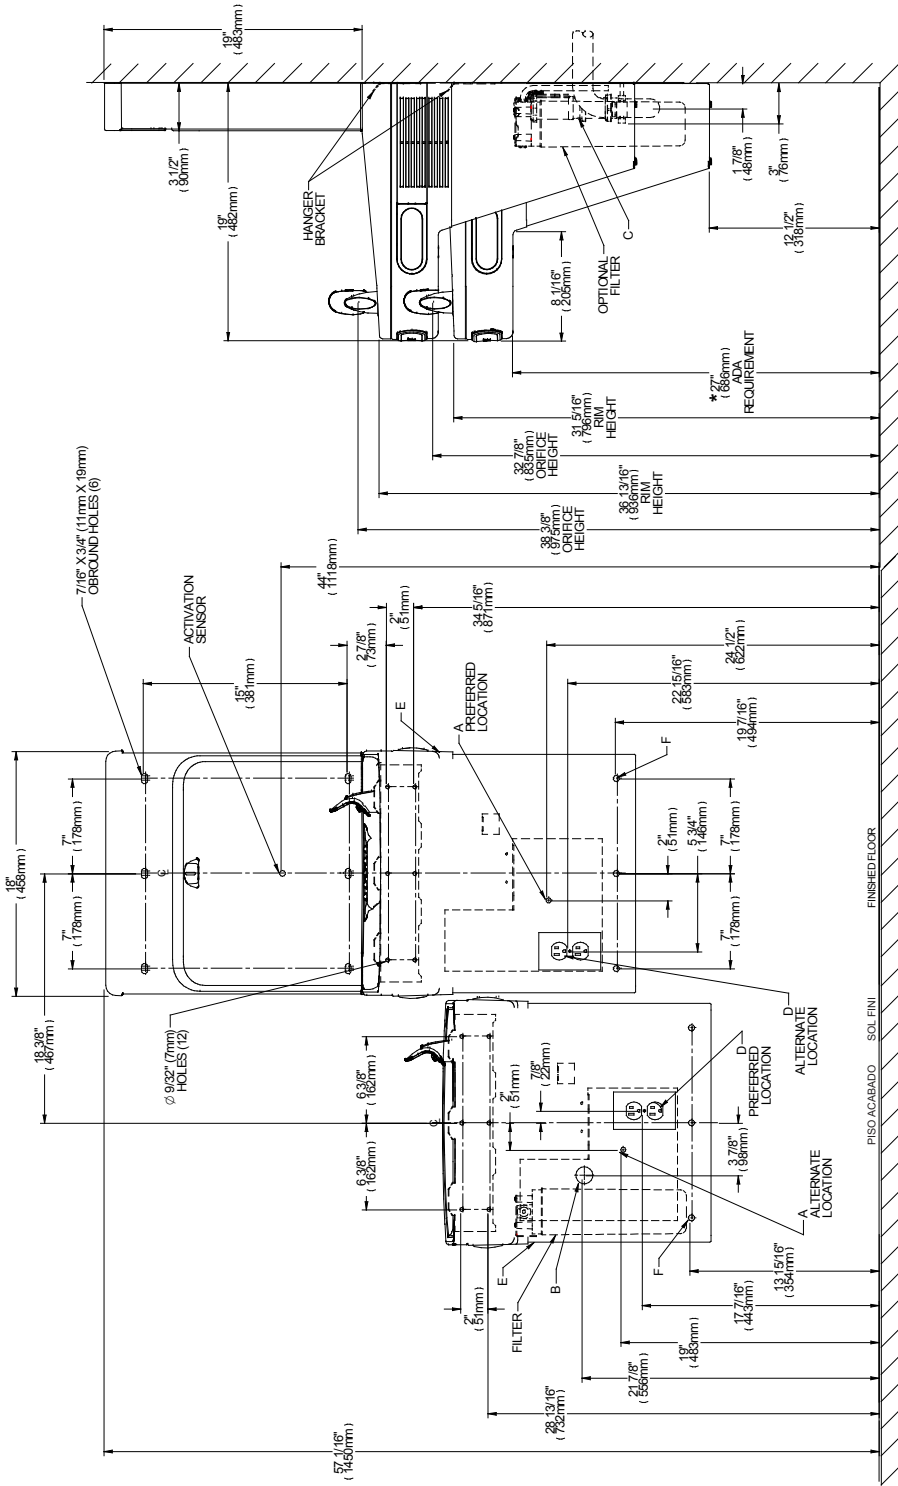 19"
( 483mm)
3 1/2"
( 90mm)
19"
( 482mm)
HANGER
BRACKET
8 1/16"
( 205mm)
OPTIONAL
FILTER
C
1 7/8"
( 48mm)
3"
( 76mm)
12 1/2"
( 318mm)
* 27"
( 686mm)
ADA
REQUIREMENT
31 5/16"
( 796mm)
RIM
HEIGHT
32 7/8"
( 835mm)
ORIFICE
HEIGHT
36 13/16"
( 936mm)
RIM
HEIGHT
38 3/8"
( 975mm)
ORIFICE
HEIGHT
7/16" X 3/4" (11mm X 19mm)
OBROUND HOLES (6)
ACTIVATION
SENSOR
44"
( 1118mm)
15"
( 381mm)
2 7/8"
( 73mm)
2"
( 51mm)
34 5/16"
( 871mm)
E
A
PREFERRED
LOCATION
24 1/2"
( 622mm)
22 15/16"
( 583mm)
19 7/16"
( 494mm)
F
18"
( 458mm)
7"
( 178mm)
7"
( 178mm)
18 3/8"
( 467mm)
2"
( 51mm)
5 3/4"
( 146mm)
7"
( 178mm)
7"
( 178mm)
D
ALTERNATE
LOCATION
Ø 9/32" (7mm)
HOLES (12)
6 3/8"
( 162mm)
6 3/8"
( 162mm)
7/8"
( 22mm)
2"
( 51mm)
D
PREFERRED
LOCATION
3 7/8"
( 98mm)
A
ALTERNATE
LOCATION
2"
( 51mm)
FILTER
E
B
F
13 15/16"
( 354mm)
17 7/16"
( 443mm)
19"
( 483mm)
21 7/8"
( 556mm)
28 13/16"
( 732mm)
57 1/16"
( 1450mm)
PISO ACABADO SOL FINI FINISHED FLOOR